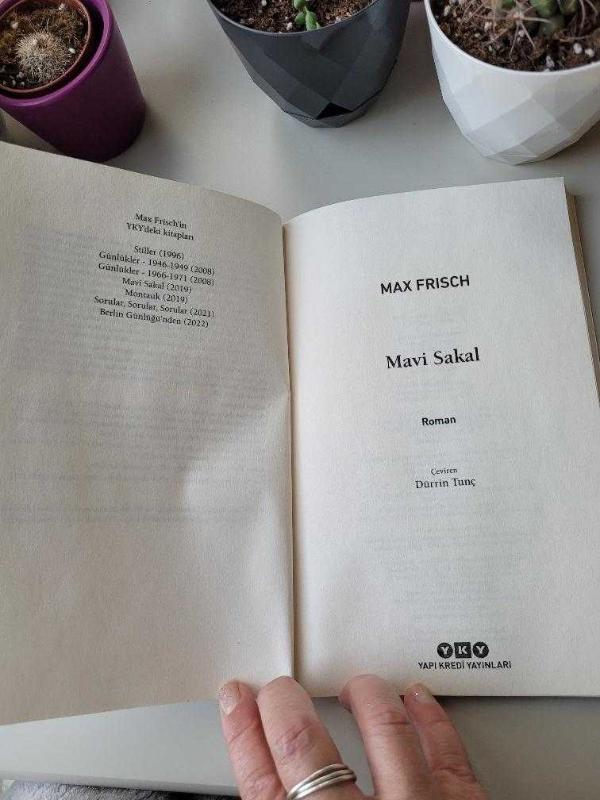 Max Frisch'in
YKY'deki kitapları
Stiller (1996)
Günlükler - 1946-1949 (2008)
Günlükler - 1966-1971 (2008)
Mavi Sakal (2019)
Montauk (2019)
Sorular, Sorular, Sorular (2021)
Berlin Günlüğü'nden (2022)
MAX FRISCH
Mavi Sakal
Roman
Çeviren
Dürrin Tunç
YKY
YAPI KREDİ YAYINLARI